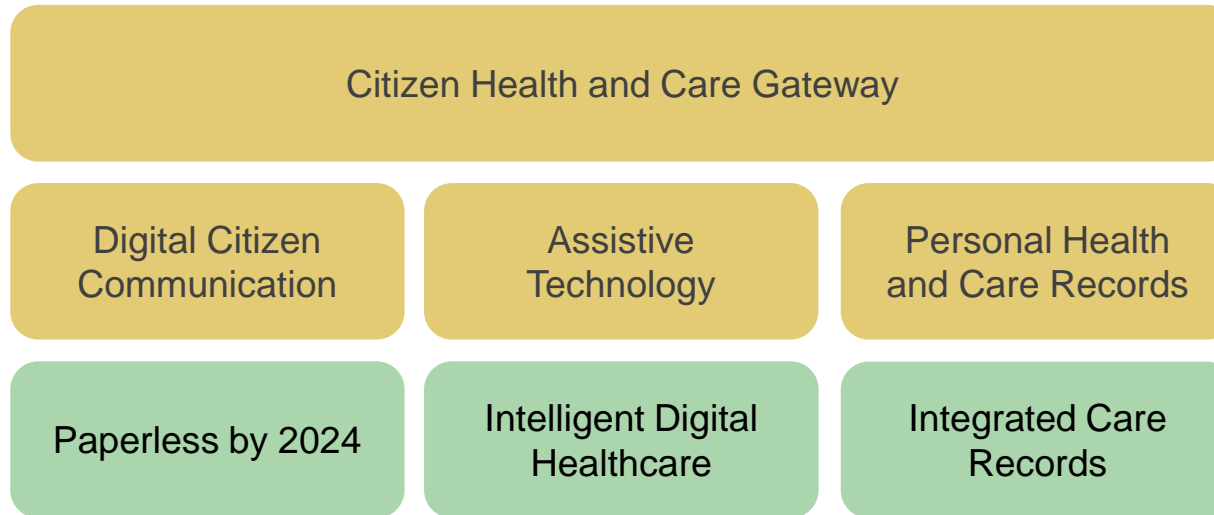 Citizen Health and Care Gateway
Digital Citizen
Communication
Assistive
Technology
Personal Health
and Care Records
Paperless by 2024
Intelligent Digital
Healthcare
Integrated Care
Records